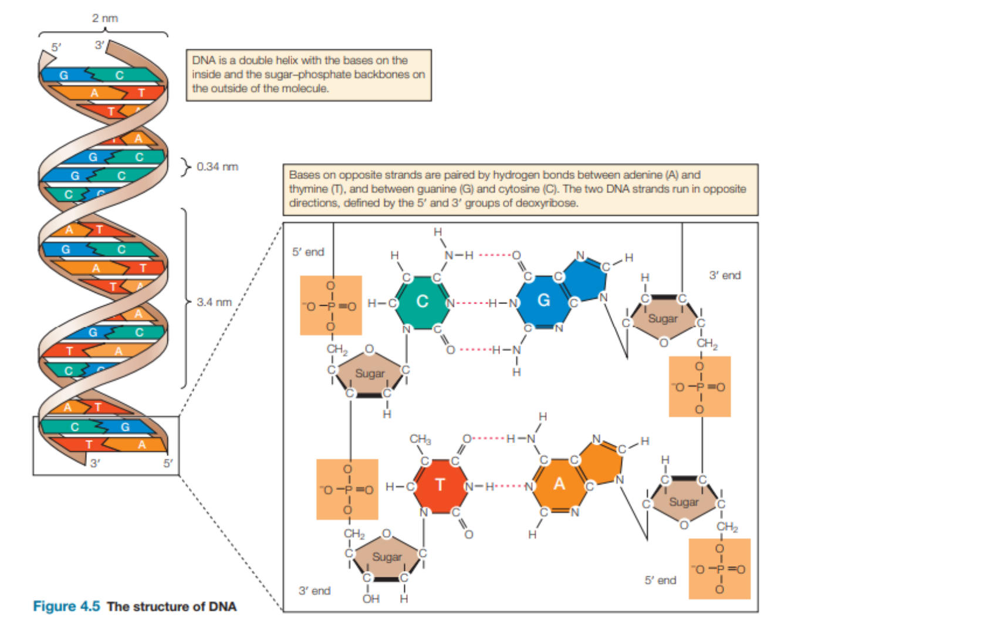 2 nm
5′ 3′
G C
A T
T A
T A
G C
G C
C G
A T
G C
A T
T A
A
G C
T A
C G
A T
C G
T A
3′ 5′
0.34 nm
3.4 nm
DNA is a double helix with the bases on the
inside and the sugar–phosphate backbones on
the outside of the molecule.
Bases on opposite strands are paired by hydrogen bonds between adenine (A) and
thymine (T), and between guanine (G) and cytosine (C). The two DNA strands run in opposite
directions, defined by the 5′ and 3′ groups of deoxyribose.
5′ end
3′ end
H
H N–H O N C H
C C C C
H–C C N H–N G C N
N C C N
O H–N
H
O
⁻O–P=O
O
CH₂ O
C Sugar C
C C
H
H
C C
C Sugar C
O CH₂
O
⁻O–P=O
O
H
CH₃ O H–N N C H
C C C C
H–C T N–H N A C N
N C C N
O H
O
⁻O–P=O
O
CH₂ O
C Sugar C
C C
OH H
H
C C
C Sugar C
O CH₂
O
⁻O–P=O
O
3′ end
5′ end
Figure 4.5 The structure of DNA